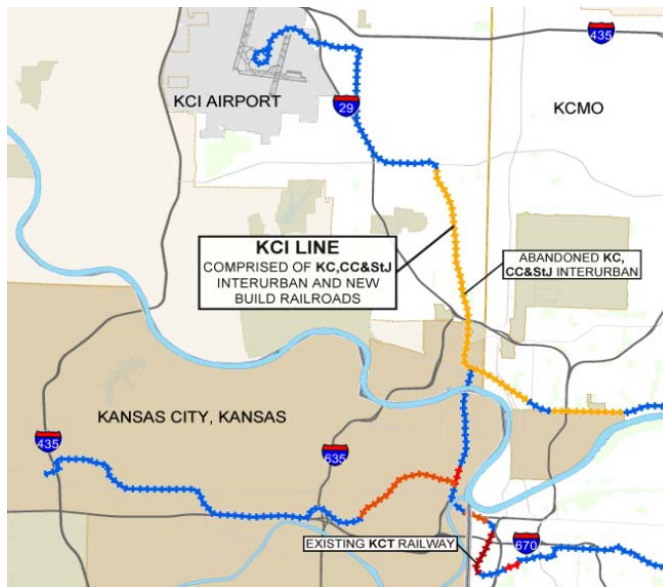 435
KCI AIRPORT
29
KCMO
KCI LINE
COMPRISED OF KC,CC&StJ
INTERURBAN AND NEW
BUILD RAILROADS
ABANDONED KC,
CC&StJ INTERURBAN
KANSAS CITY, KANSAS
435
635
EXISTING KCT RAILWAY
670